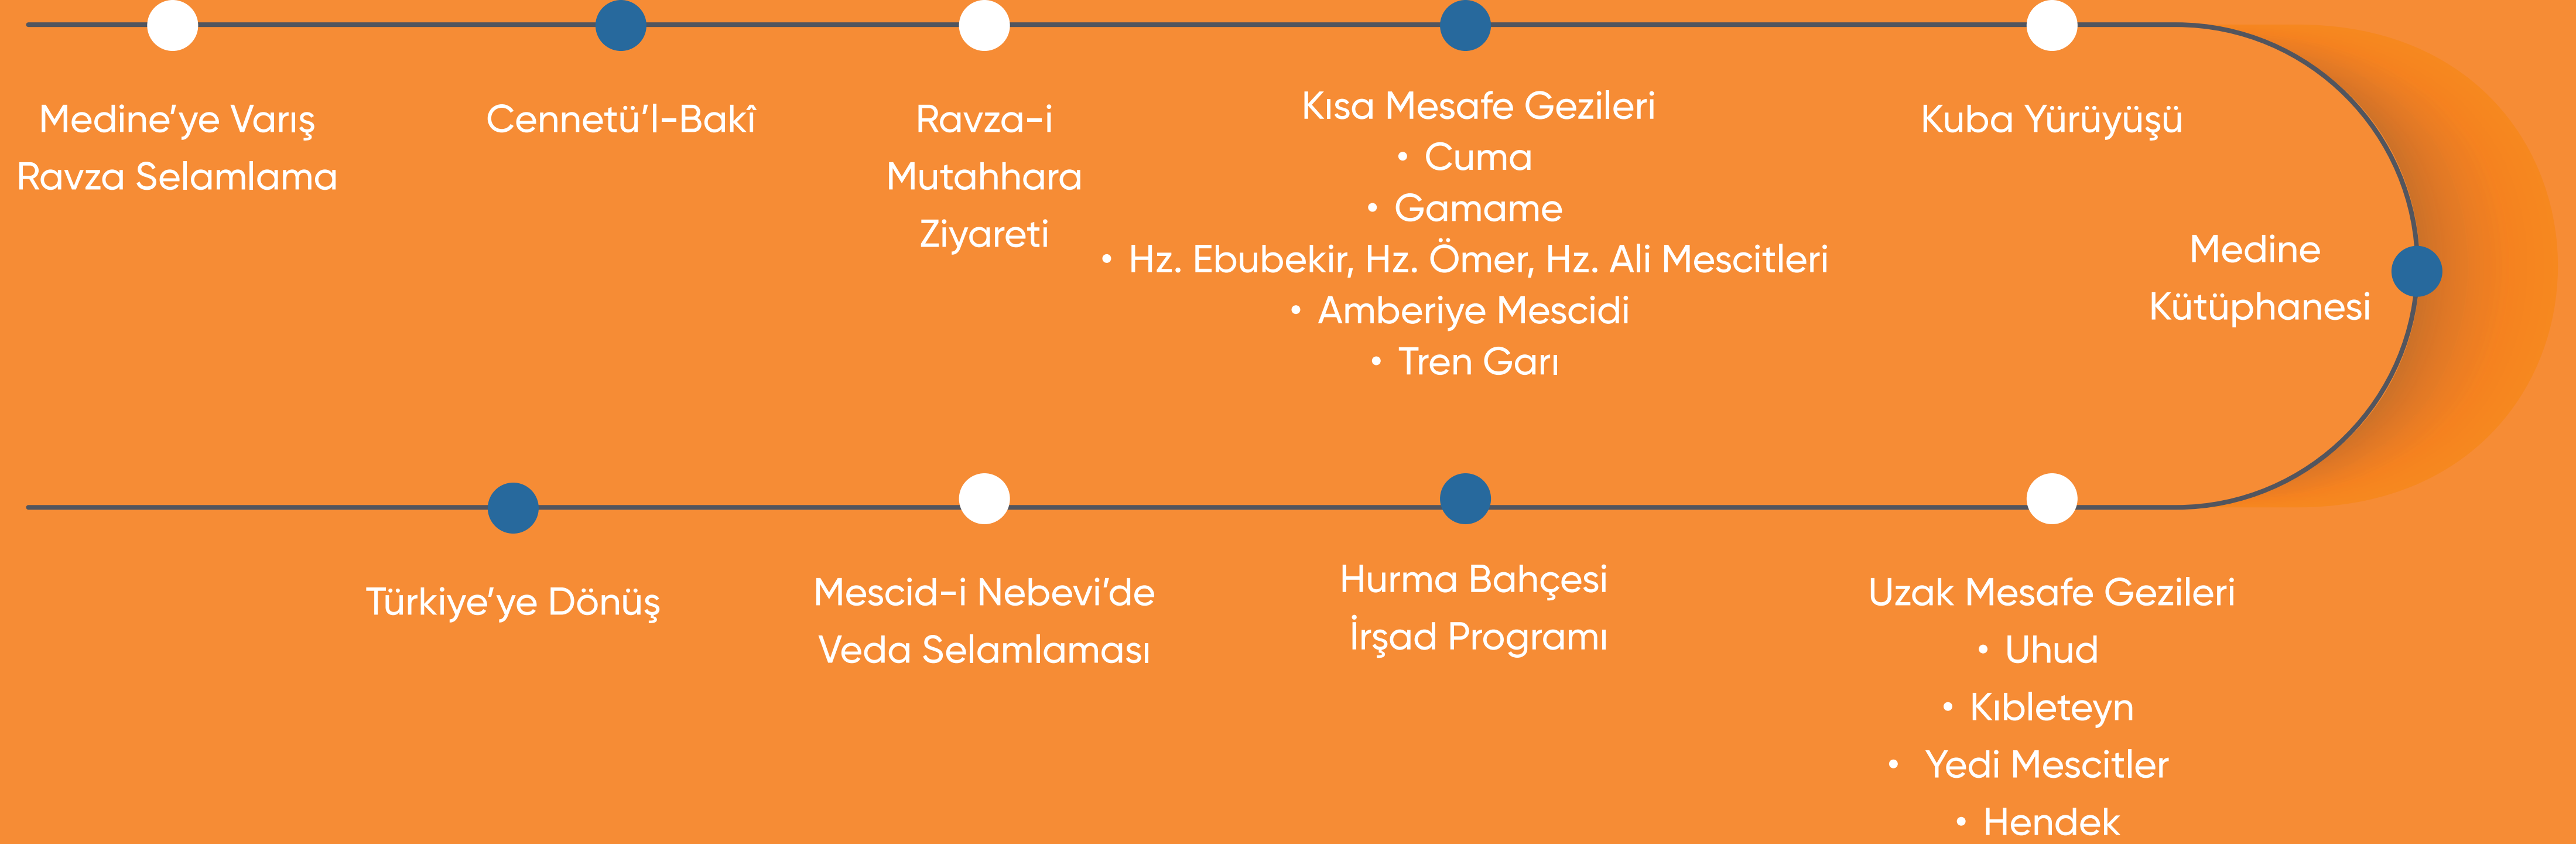 Medine’ye Varış
Ravza Selamlama
Cennetü’l-Bakî
Ravza-i
Mutahhara
Ziyareti
Kısa Mesafe Gezileri
• Cuma
• Gamame
• Hz. Ebubekir, Hz. Ömer, Hz. Ali Mescitleri
• Amberiye Mescidi
• Tren Garı
Kuba Yürüyüşü
Medine
Kütüphanesi
Uzak Mesafe Gezileri
• Uhud
• Kıbleteyn
• Yedi Mescitler
• Hendek
Hurma Bahçesi
İrşad Programı
Mescid-i Nebevi’de
Veda Selamlaması
Türkiye’ye Dönüş